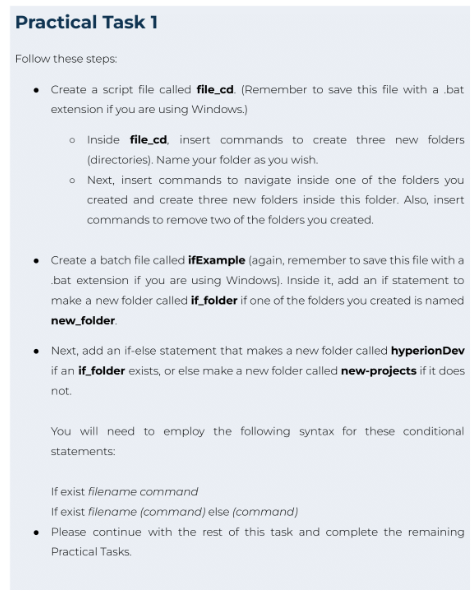 Practical Task 1
Follow these steps:
● Create a script file called file_cd. (Remember to save this file with a .bat
extension if you are using Windows.)
○ Inside file_cd, insert commands to create three new folders
(directories). Name your folder as you wish.
○ Next, insert commands to navigate inside one of the folders you
created and create three new folders inside this folder. Also, insert
commands to remove two of the folders you created.
● Create a batch file called ifExample (again, remember to save this file with a
.bat extension if you are using Windows). Inside it, add an if statement to
make a new folder called if_folder if one of the folders you created is named
new_folder.
● Next, add an if-else statement that makes a new folder called hyperionDev
if an if_folder exists, or else make a new folder called new-projects if it does
not.
You will need to employ the following syntax for these conditional
statements:
If exist filename command
If exist filename (command) else (command)
● Please continue with the rest of this task and complete the remaining
Practical Tasks.